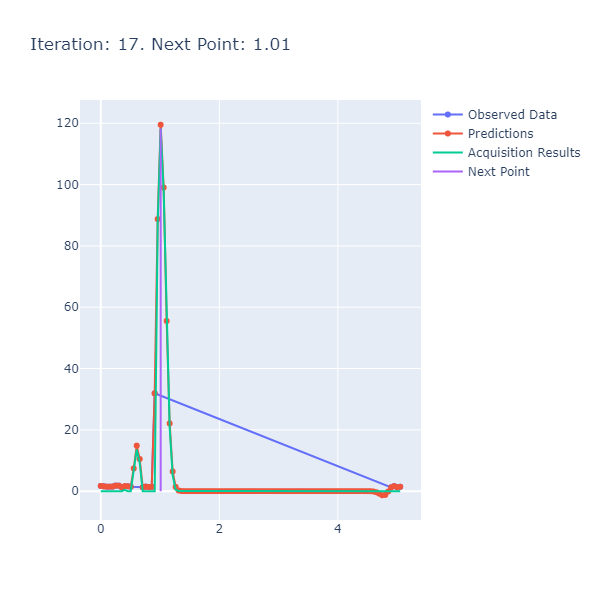 Iteration: 17. Next Point: 1.01
Observed Data
Predictions
Acquisition Results
Next Point
120
100
80
60
40
20
0
0
2
4